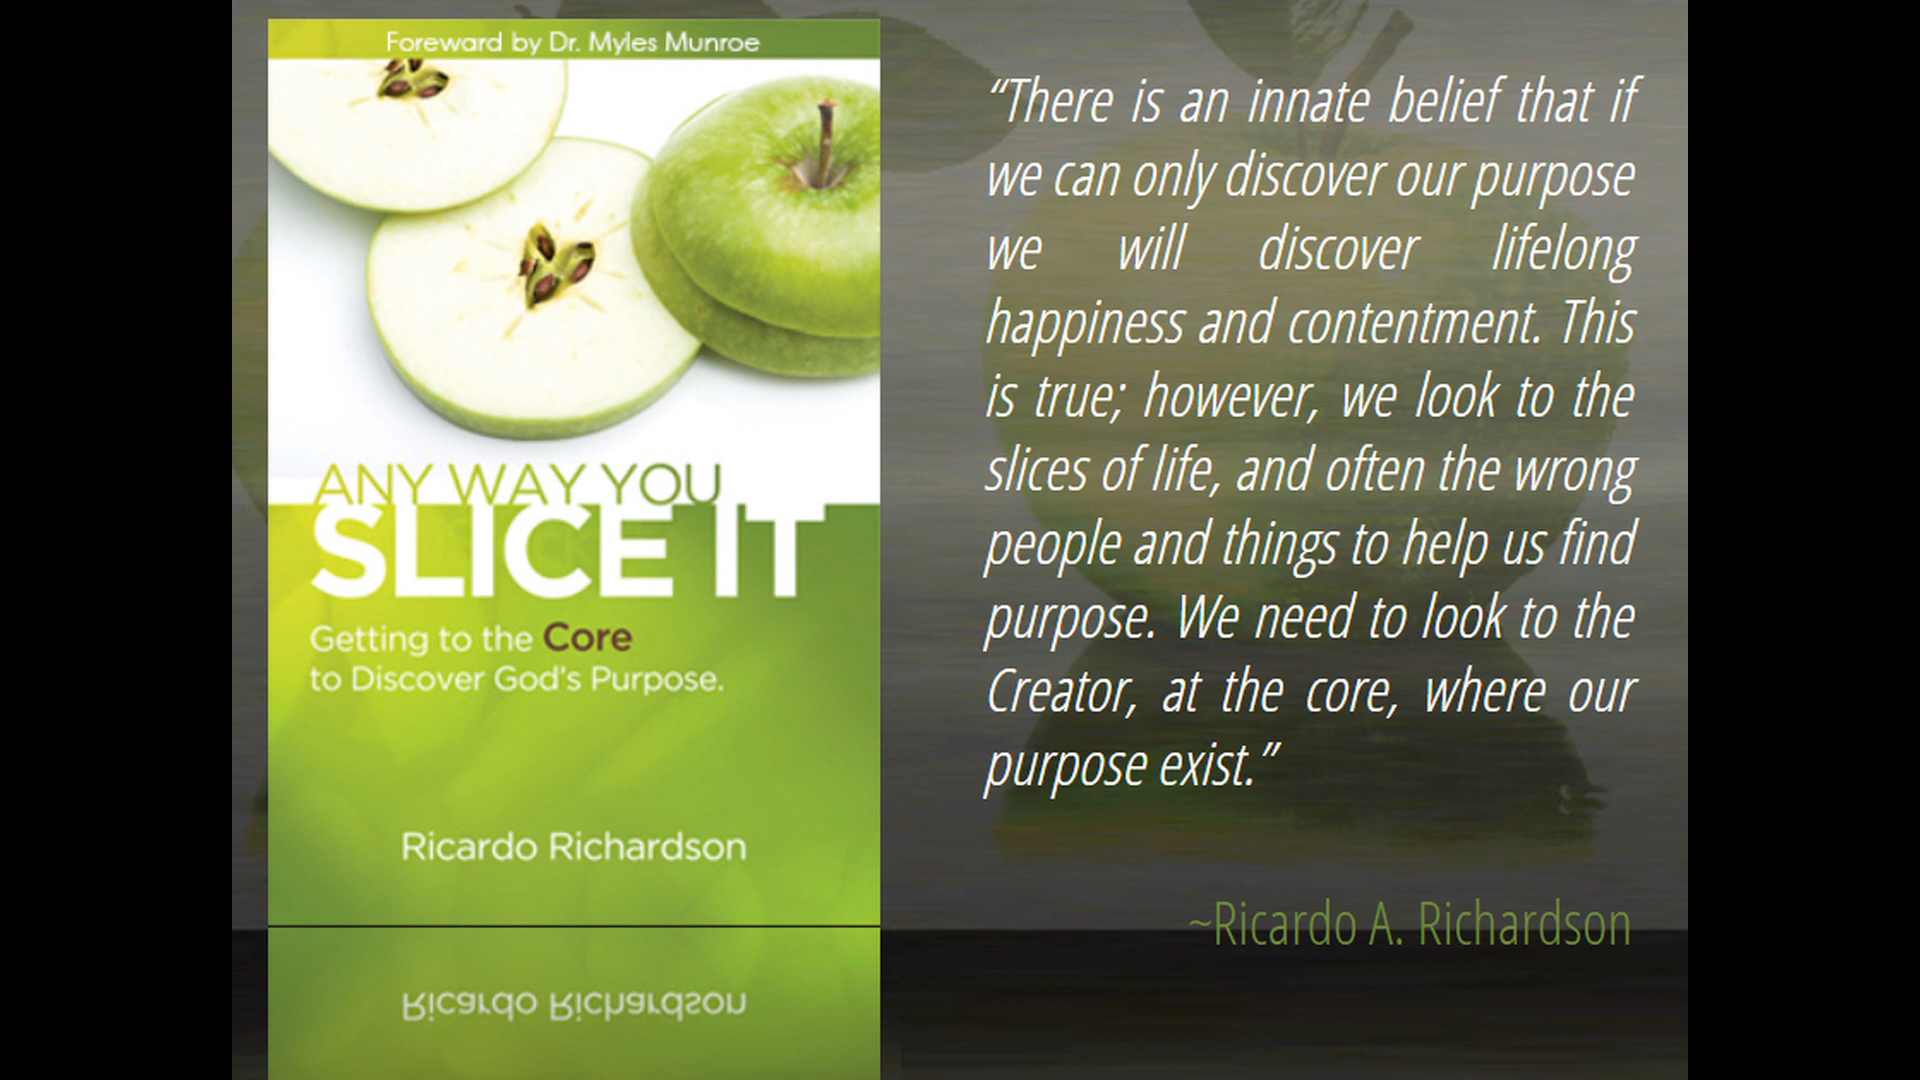 Foreward by Dr. Myles Munroe
ANY WAY YOU
SLICE IT
Getting to the Core
to Discover God's Purpose.
Ricardo Richardson
Ricardo Richardson
“There is an innate belief that if
we can only discover our purpose
we will discover lifelong
happiness and contentment. This
is true; however, we look to the
slices of life, and often the wrong
people and things to help us find
purpose. We need to look to the
Creator, at the core, where our
purpose exist.”
~Ricardo A. Richardson